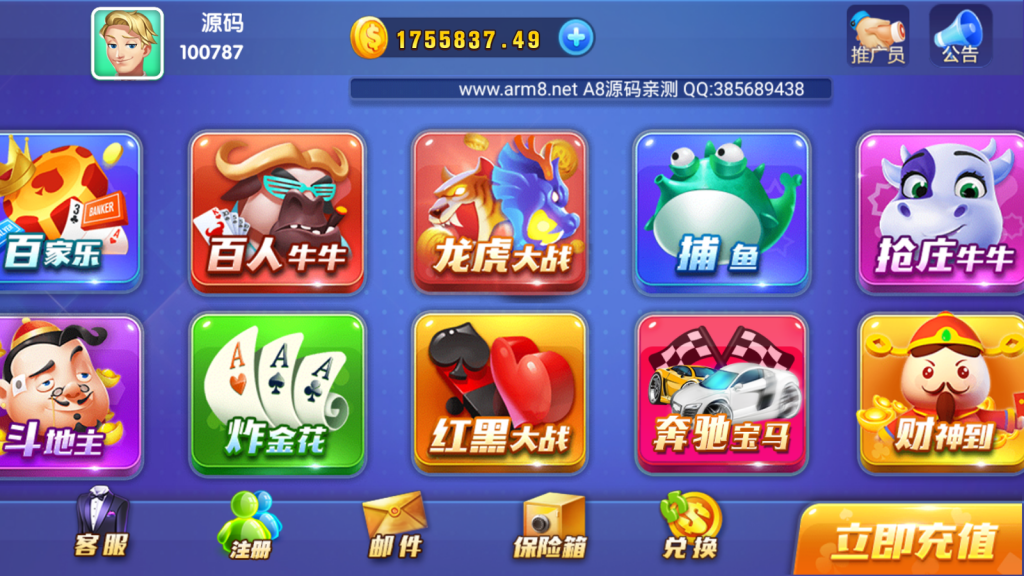 源码
100787
1755837.49
推广员
公告
www.arm8.net A8源码亲测 QQ:385689438
BANKER
3
A
百家乐
百人牛牛
龙虎大战
捕鱼
抢庄牛牛
斗地主
A
A
A
炸金花
红黑大战
奔驰宝马
财神到
客服
注册
邮件
保险箱
兑换
立即充值